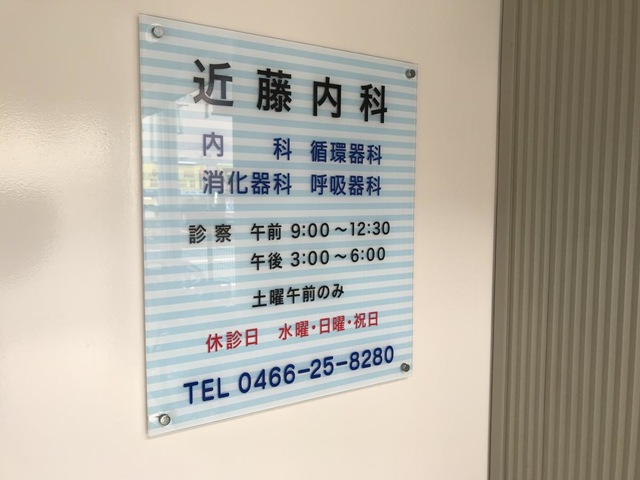 近藤内科
内　科 循環器科
消化器科 呼吸器科
診察 午前 9:00～12:30
午後 3:00～6:00
土曜午前のみ
休診日 水曜・日曜・祝日
TEL 0466-25-8280